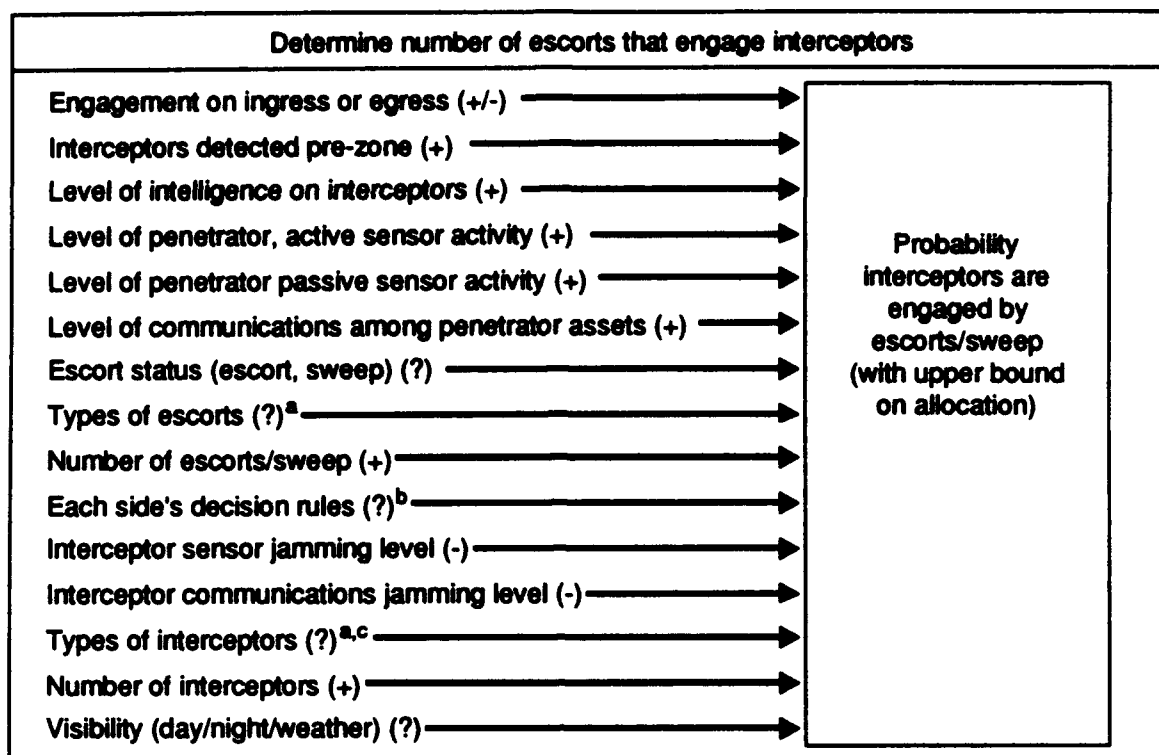 Determine number of escorts that engage interceptors
Engagement on ingress or egress (+/-)
Interceptors detected pre-zone (+)
Level of intelligence on interceptors (+)
Level of penetrator, active sensor activity (+)
Level of penetrator passive sensor activity (+)
Level of communications among penetrator assets (+)
Escort status (escort, sweep) (?)
Types of escorts (?)a
Number of escorts/sweep (+)
Each side's decision rules (?)b
Interceptor sensor jamming level (-)
Interceptor communications jamming level (-)
Types of interceptors (?)a,c
Number of interceptors (+)
Visibility (day/night/weather) (?)
Probability
interceptors are
engaged by
escorts/sweep
(with upper bound
on allocation)